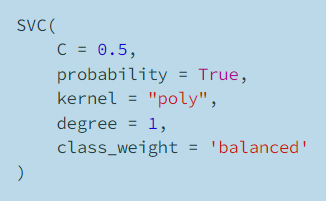 SVC(
    C = 0.5,
    probability = True,
    kernel = "poly",
    degree = 1,
    class_weight = 'balanced'
)